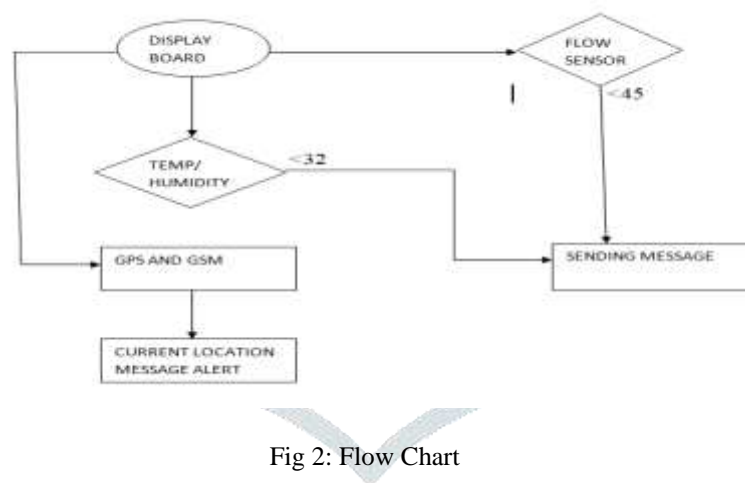 DISPLAY
BOARD
FLOW
SENSOR
<45
TEMP/
HUMIDITY
<32
GPS AND GSM
SENDING MESSAGE
CURRENT LOCATION
MESSAGE ALERT
Fig 2: Flow Chart